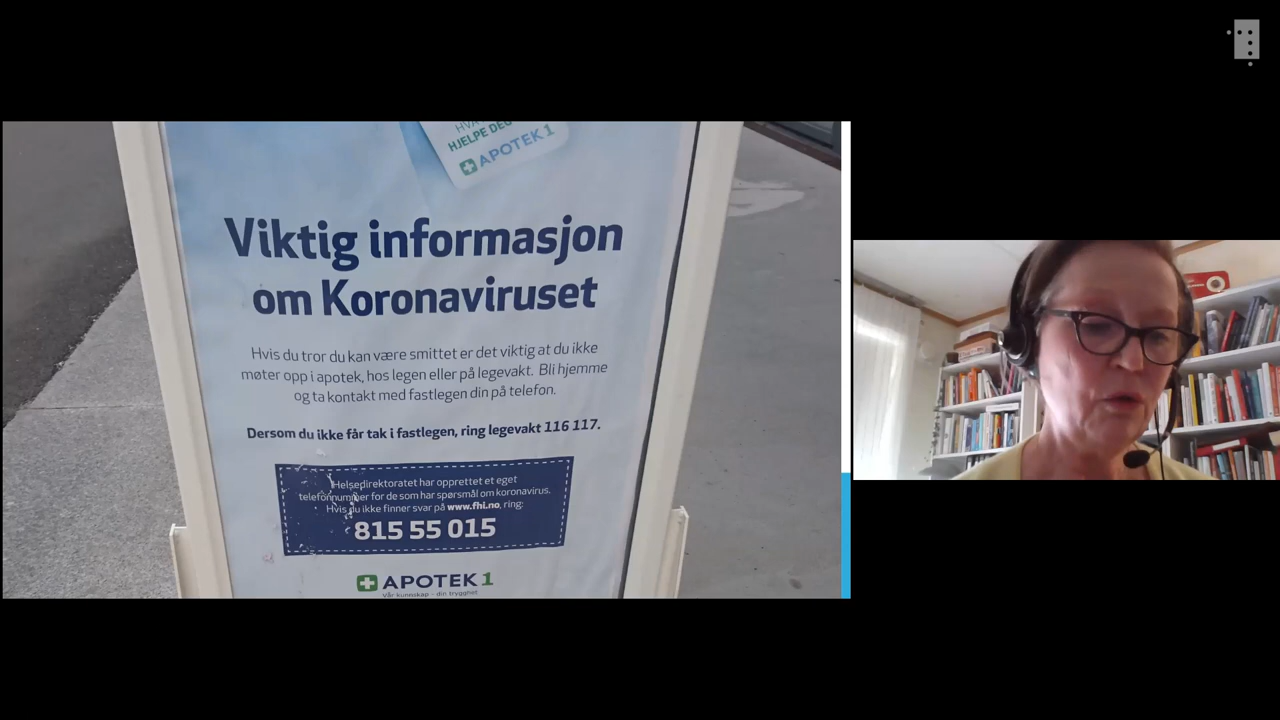 HJELPE DEG
APOTEK 1
Viktig informasjon
om Koronaviruset
Hvis du tror du kan være smittet er det viktig at du ikke
møter opp i apotek, hos legen eller på legevakt. Bli hjemme
og ta kontakt med fastlegen din på telefon.
Dersom du ikke får tak i fastlegen, ring legevakt 116 117.
Helsedirektoratet har opprettet et eget
telefonnummer for de som har spørsmål om koronavirus.
Hvis du ikke finner svar på www.fhi.no, ring:
815 55 015
APOTEK 1
Vår kunnskap - din trygghet